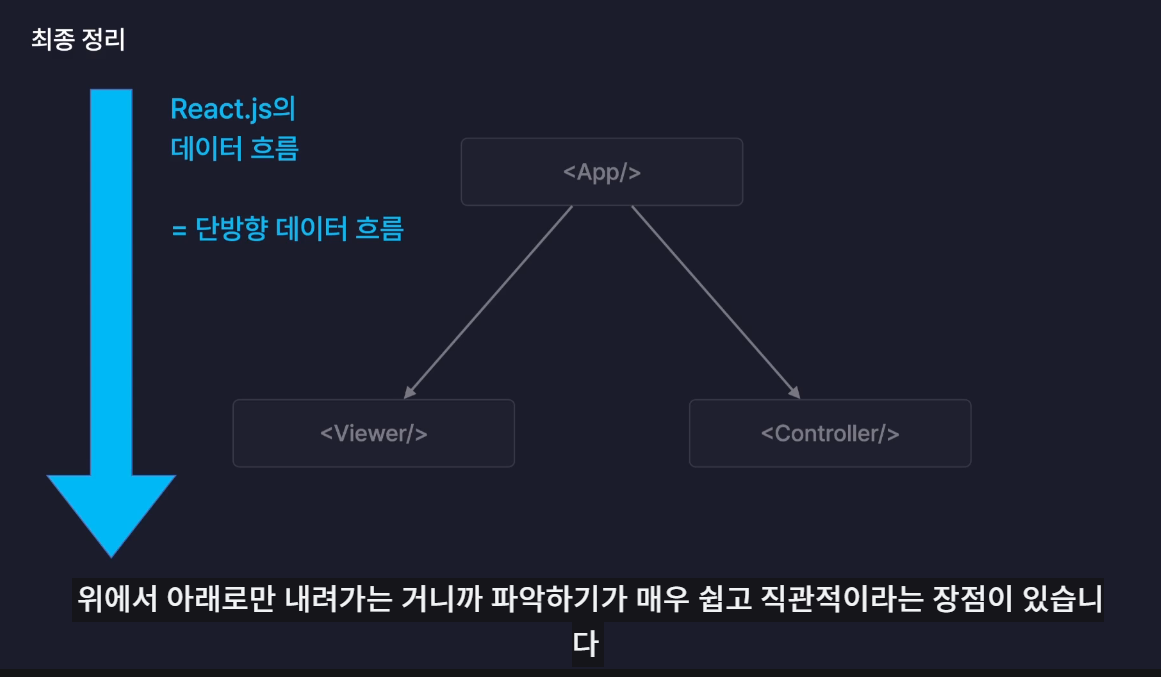 최종 정리
React.js의
데이터 흐름
= 단방향 데이터 흐름
<App/>
<Viewer/>
<Controller/>
위에서 아래로만 내려가는 거니까 파악하기가 매우 쉽고 직관적이라는 장점이 있습니
다